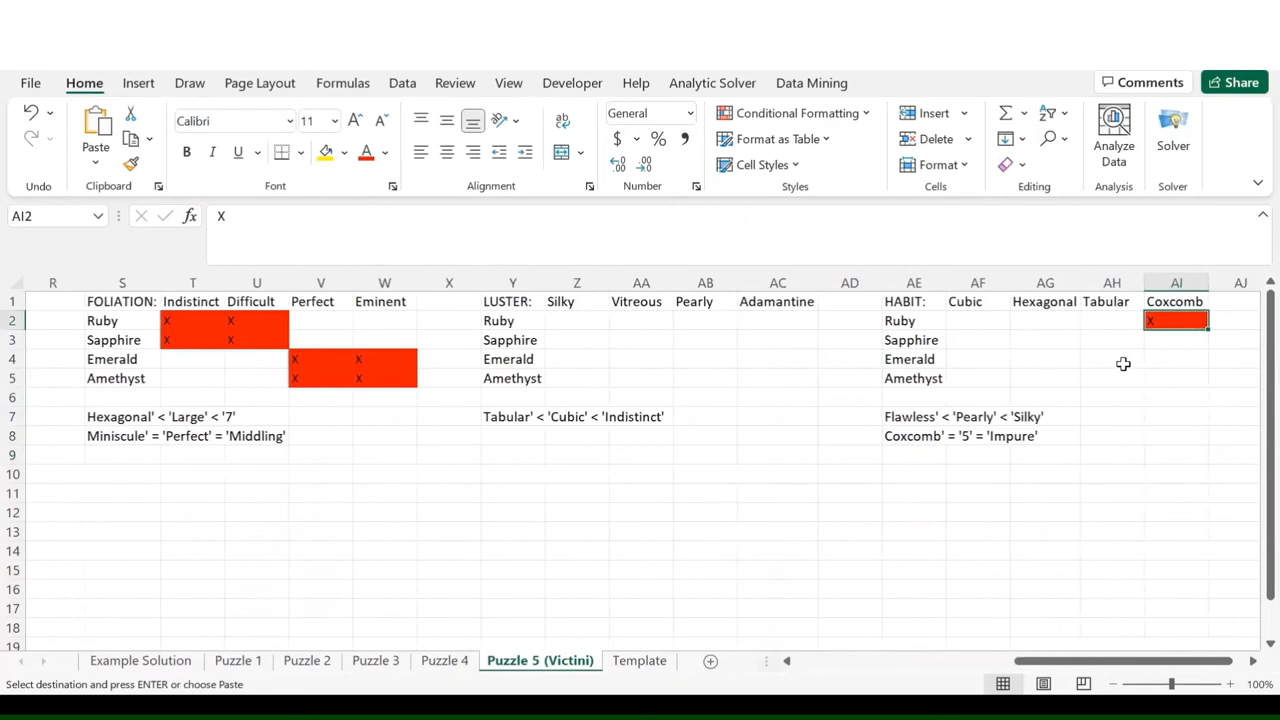 File Home Insert Draw Page Layout Formulas Data Review View Developer Help Analytic Solver Data Mining Comments Share
Calibri 11 General Conditional Formatting Insert
Paste B I U $ % Format as Table Delete Analyze Data Solver
Cell Styles Format
Undo Clipboard Font Alignment Number Styles Cells Editing Analysis Solver
AI2 fx X
R S T U V W X Y Z AA AB AC AD AE AF AG AH AI AJ
1 FOLIATION: Indistinct Difficult Perfect Eminent LUSTER: Silky Vitreous Pearly Adamantine HABIT: Cubic Hexagonal Tabular Coxcomb
2 Ruby X X Ruby Ruby X
3 Sapphire X X Sapphire Sapphire
4 Emerald X X Emerald Emerald
5 Amethyst X X Amethyst Amethyst
6
7 Hexagonal' < 'Large' < '7' Tabular' < 'Cubic' < 'Indistinct' Flawless' < 'Pearly' < 'Silky'
8 Miniscule' = 'Perfect' = 'Middling' Coxcomb' = '5' = 'Impure'
9
10
11
12
13
14
15
16
17
18
19
Example Solution Puzzle 1 Puzzle 2 Puzzle 3 Puzzle 4 Puzzle 5 (Victini) Template
Select destination and press ENTER or choose Paste 100%